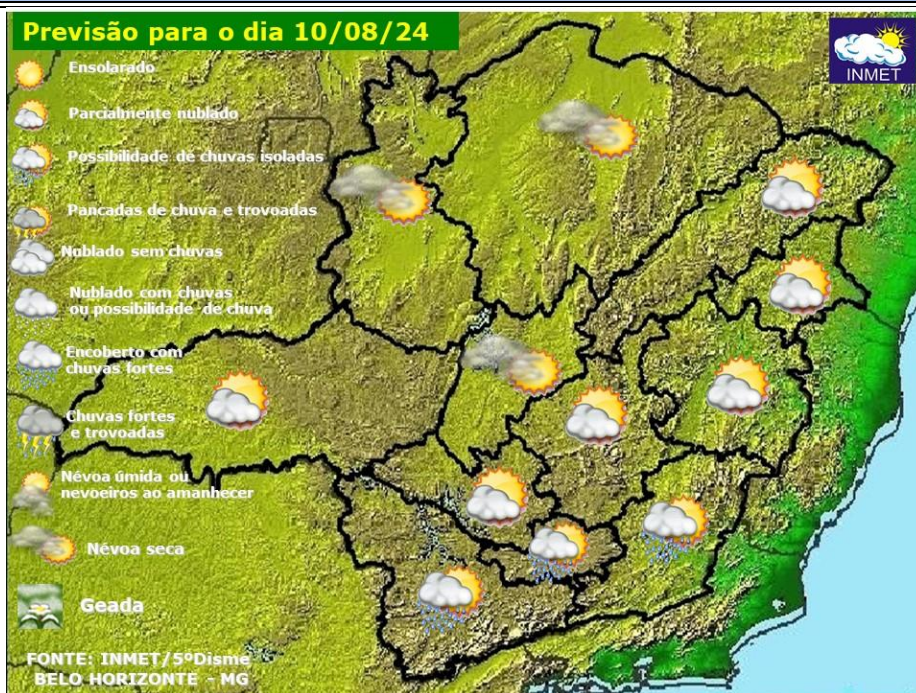 Previsão para o dia 10/08/24
INMET
Ensolarado
Parcialmente nublado
Possibilidade de chuvas isoladas
Pancadas de chuva e trovoadas
Nublado sem chuvas
Nublado com chuvas
ou possibilidade de chuva
Encoberto com
chuvas fortes
Chuvas fortes
e trovoadas
Névoa úmida ou
nevoeiros ao amanhecer
Névoa seca
Geada
FONTE: INMET/5ºDisme
BELO HORIZONTE - MG